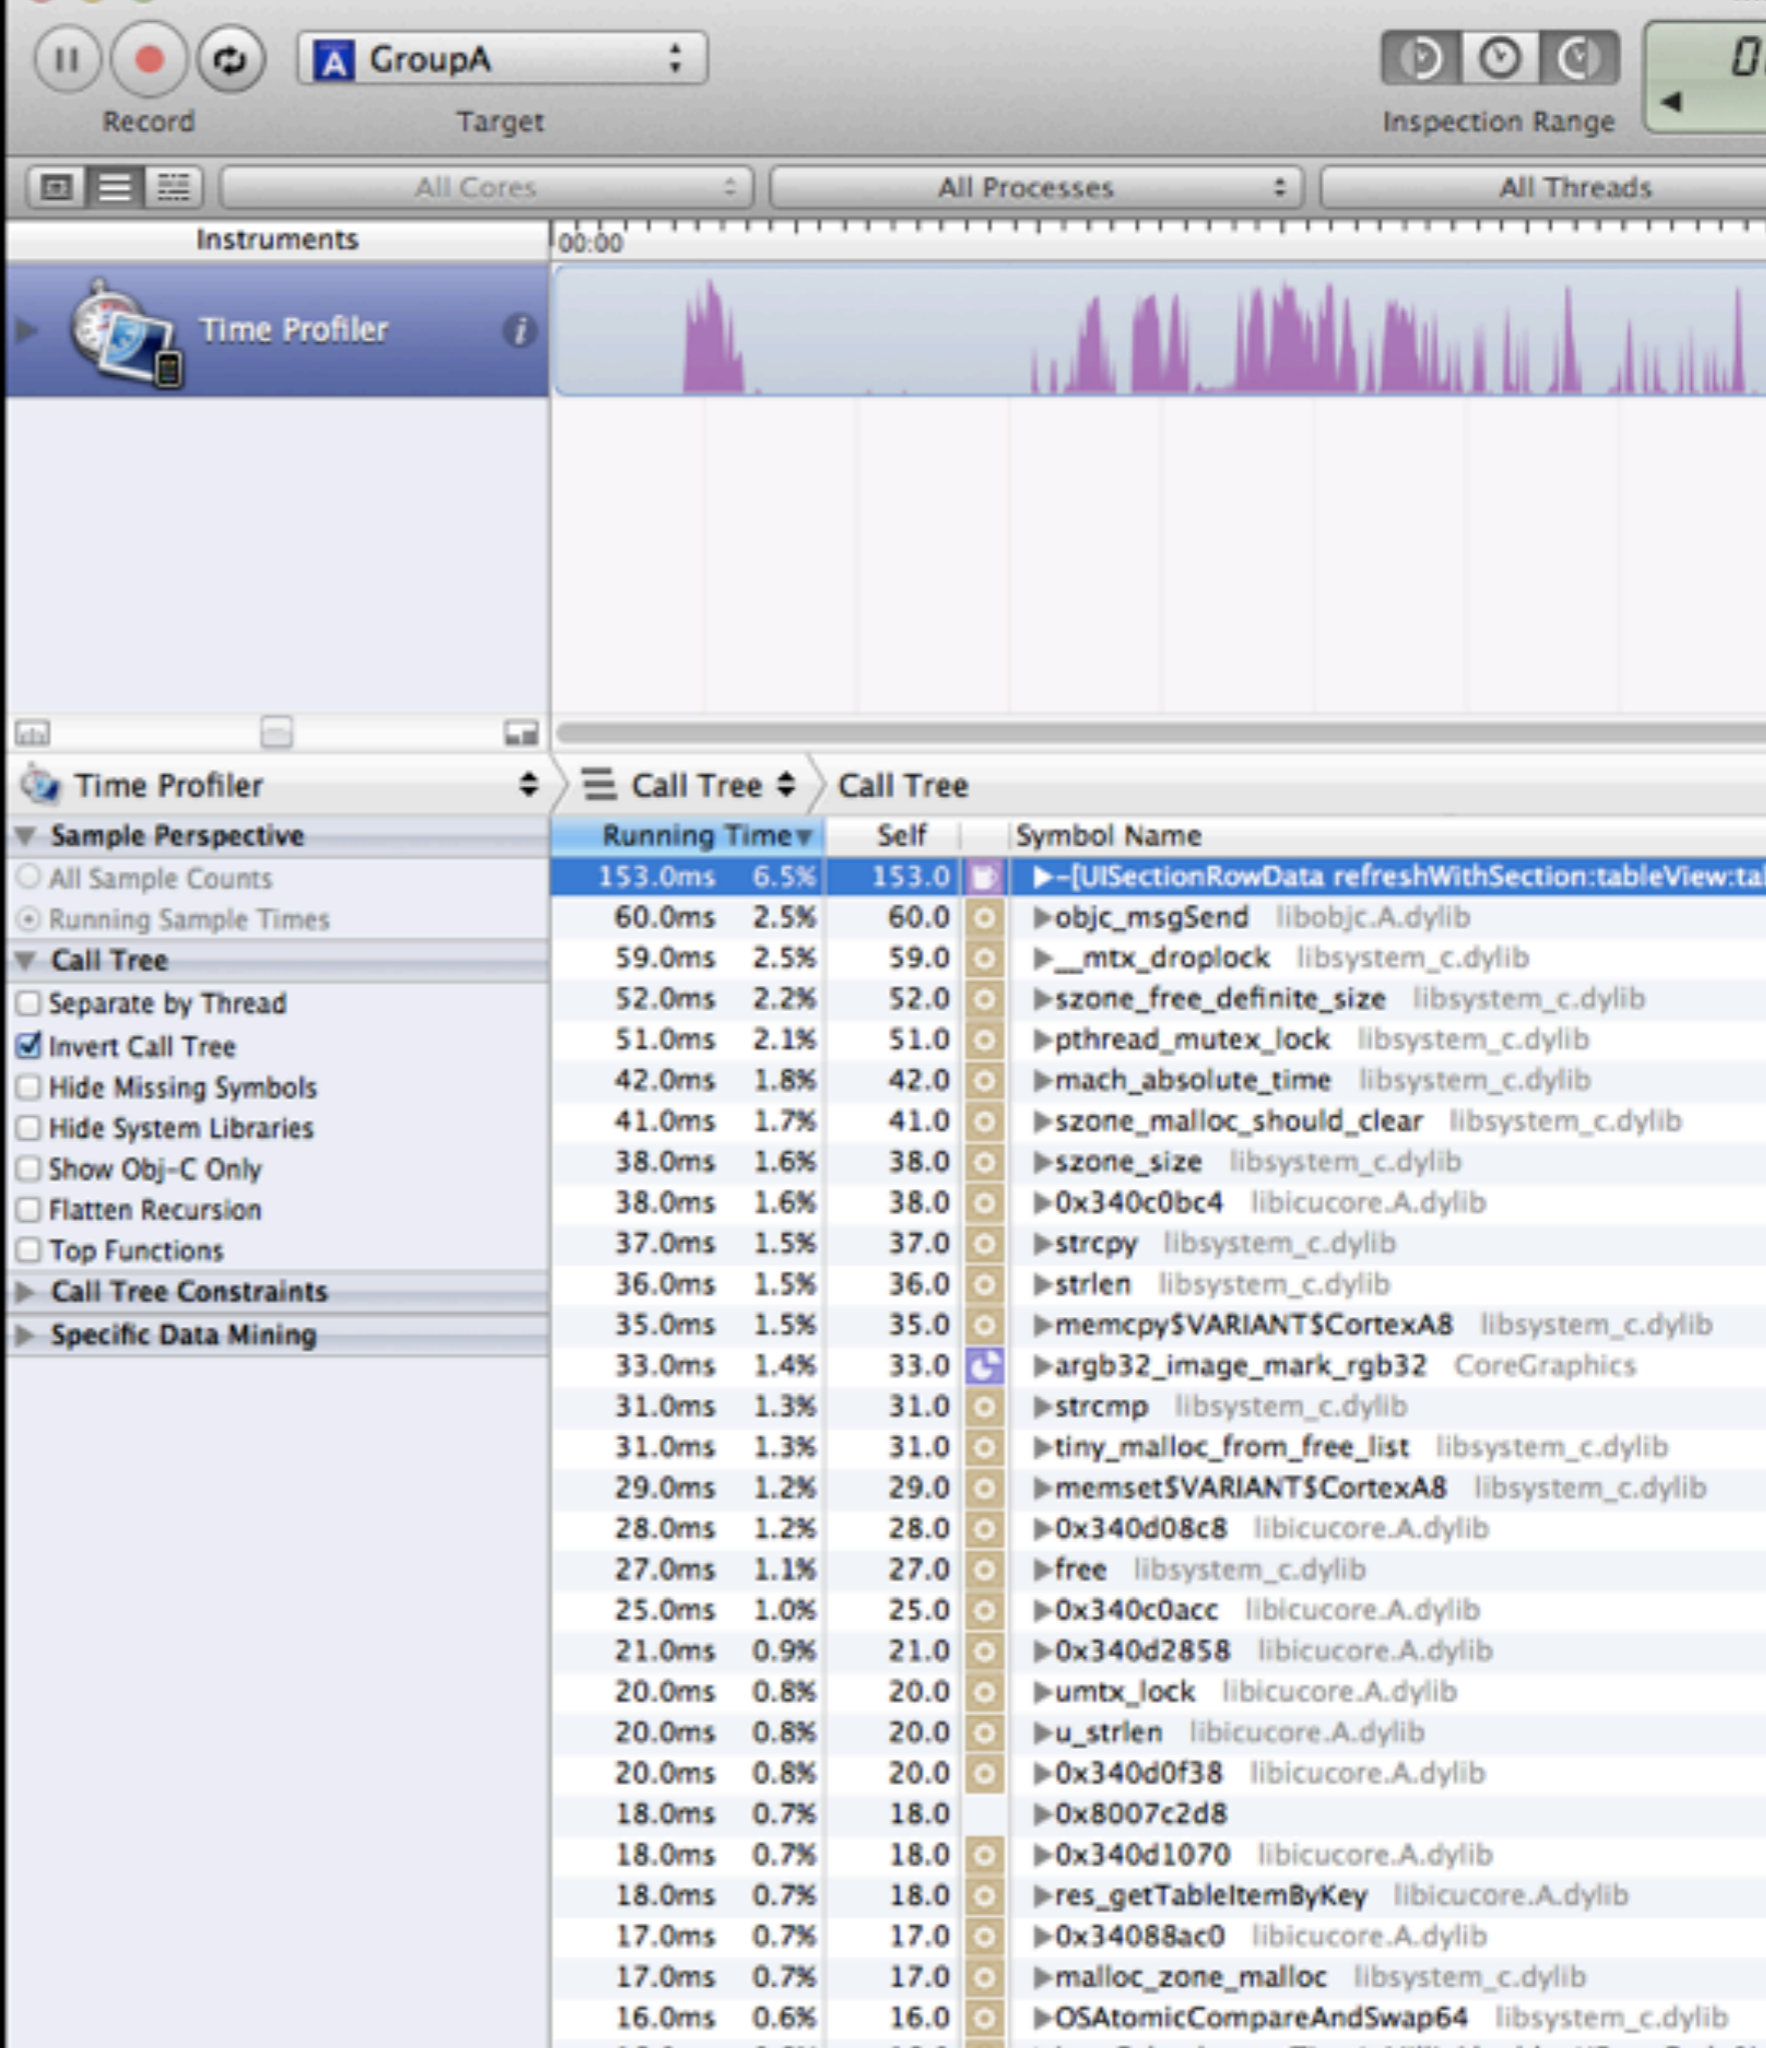 GroupA
Record Target Inspection Range
All Cores All Processes All Threads
Instruments 00:00
Time Profiler
Time Profiler Call Tree Call Tree
Sample Perspective Running Time Self Symbol Name
All Sample Counts 153.0ms 6.5% 153.0 -[UISectionRowData refreshWithSection:tableView:ta
Running Sample Times 60.0ms 2.5% 60.0 objc_msgSend libobjc.A.dylib
Call Tree 59.0ms 2.5% 59.0 __mtx_droplock libsystem_c.dylib
Separate by Thread 52.0ms 2.2% 52.0 szone_free_definite_size libsystem_c.dylib
Invert Call Tree 51.0ms 2.1% 51.0 pthread_mutex_lock libsystem_c.dylib
Hide Missing Symbols 42.0ms 1.8% 42.0 mach_absolute_time libsystem_c.dylib
Hide System Libraries 41.0ms 1.7% 41.0 szone_malloc_should_clear libsystem_c.dylib
Show Obj-C Only 38.0ms 1.6% 38.0 szone_size libsystem_c.dylib
Flatten Recursion 38.0ms 1.6% 38.0 0x340c0bc4 libicucore.A.dylib
Top Functions 37.0ms 1.5% 37.0 strcpy libsystem_c.dylib
Call Tree Constraints 36.0ms 1.5% 36.0 strlen libsystem_c.dylib
Specific Data Mining 35.0ms 1.5% 35.0 memcpy$VARIANT$CortexA8 libsystem_c.dylib
33.0ms 1.4% 33.0 argb32_image_mark_rgb32 CoreGraphics
31.0ms 1.3% 31.0 strcmp libsystem_c.dylib
31.0ms 1.3% 31.0 tiny_malloc_from_free_list libsystem_c.dylib
29.0ms 1.2% 29.0 memset$VARIANT$CortexA8 libsystem_c.dylib
28.0ms 1.2% 28.0 0x340d08c8 libicucore.A.dylib
27.0ms 1.1% 27.0 free libsystem_c.dylib
25.0ms 1.0% 25.0 0x340c0acc libicucore.A.dylib
21.0ms 0.9% 21.0 0x340d2858 libicucore.A.dylib
20.0ms 0.8% 20.0 umtx_lock libicucore.A.dylib
20.0ms 0.8% 20.0 u_strlen libicucore.A.dylib
20.0ms 0.8% 20.0 0x340d0f38 libicucore.A.dylib
18.0ms 0.7% 18.0 0x8007c2d8
18.0ms 0.7% 18.0 0x340d1070 libicucore.A.dylib
18.0ms 0.7% 18.0 res_getTableItemByKey libicucore.A.dylib
17.0ms 0.7% 17.0 0x34088ac0 libicucore.A.dylib
17.0ms 0.7% 17.0 malloc_zone_malloc libsystem_c.dylib
16.0ms 0.6% 16.0 OSAtomicCompareAndSwap64 libsystem_c.dylib